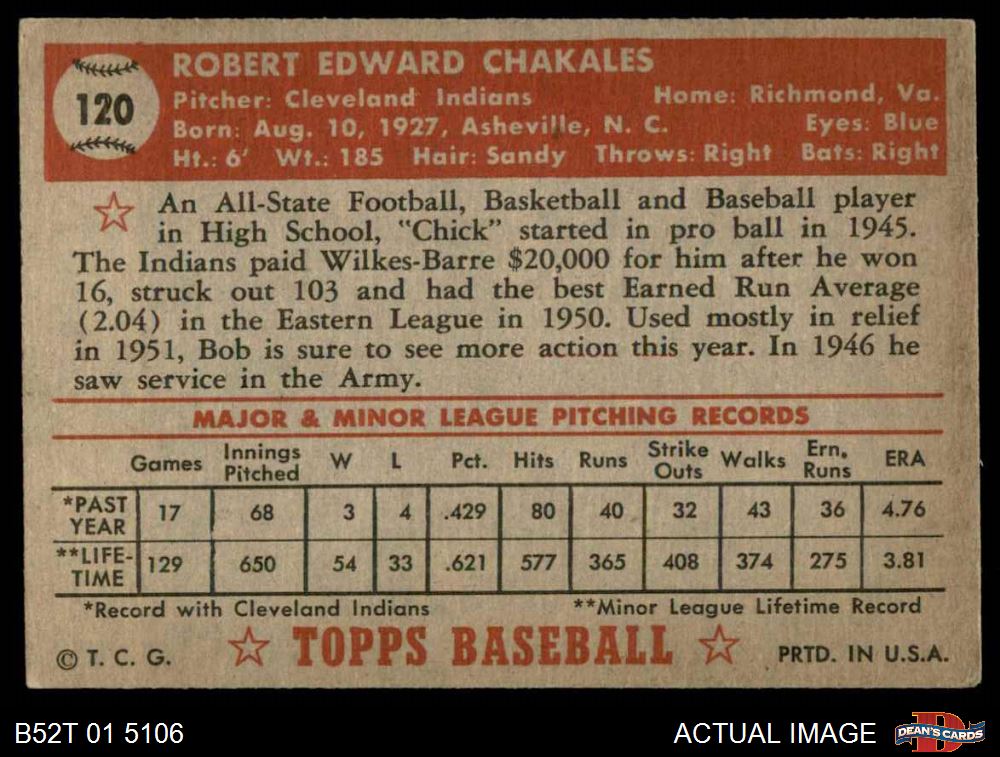 120
ROBERT EDWARD CHAKALES
Pitcher: Cleveland Indians Home: Richmond, Va.
Born: Aug. 10, 1927, Asheville, N. C. Eyes: Blue
Ht.: 6' Wt.: 185 Hair: Sandy Throws: Right Bats: Right
An All-State Football, Basketball and Baseball player
in High School, "Chick" started in pro ball in 1945.
The Indians paid Wilkes-Barre $20,000 for him after he won
16, struck out 103 and had the best Earned Run Average
(2.04) in the Eastern League in 1950. Used mostly in relief
in 1951, Bob is sure to see more action this year. In 1946 he
saw service in the Army.
MAJOR & MINOR LEAGUE PITCHING RECORDS
Games Innings Pitched W L Pct. Hits Runs Strike Outs Walks Ern. Runs ERA
*PAST YEAR 17 68 3 4 .429 80 40 32 43 36 4.76
**LIFE-TIME 129 650 54 33 .621 577 365 408 374 275 3.81
*Record with Cleveland Indians **Minor League Lifetime Record
© T. C. G. TOPPS BASEBALL PRTD. IN U.S.A.
B52T 01 5106 ACTUAL IMAGE D DEAN'S CARDS